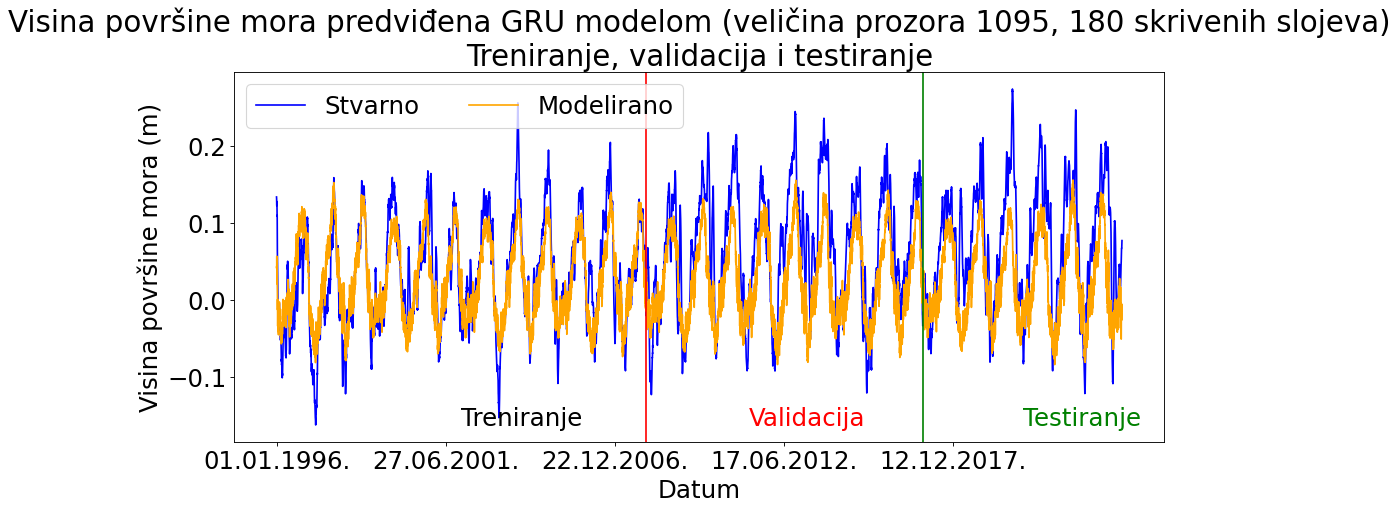 Visina površine mora predviđena GRU modelom (veličina prozora 1095, 180 skrivenih slojeva)
Treniranje, validacija i testiranje
Stvarno Modelirano
Visina površine mora (m)
0.2
0.1
0.0
−0.1
Treniranje Validacija Testiranje
01.01.1996. 27.06.2001. 22.12.2006. 17.06.2012. 12.12.2017.
Datum